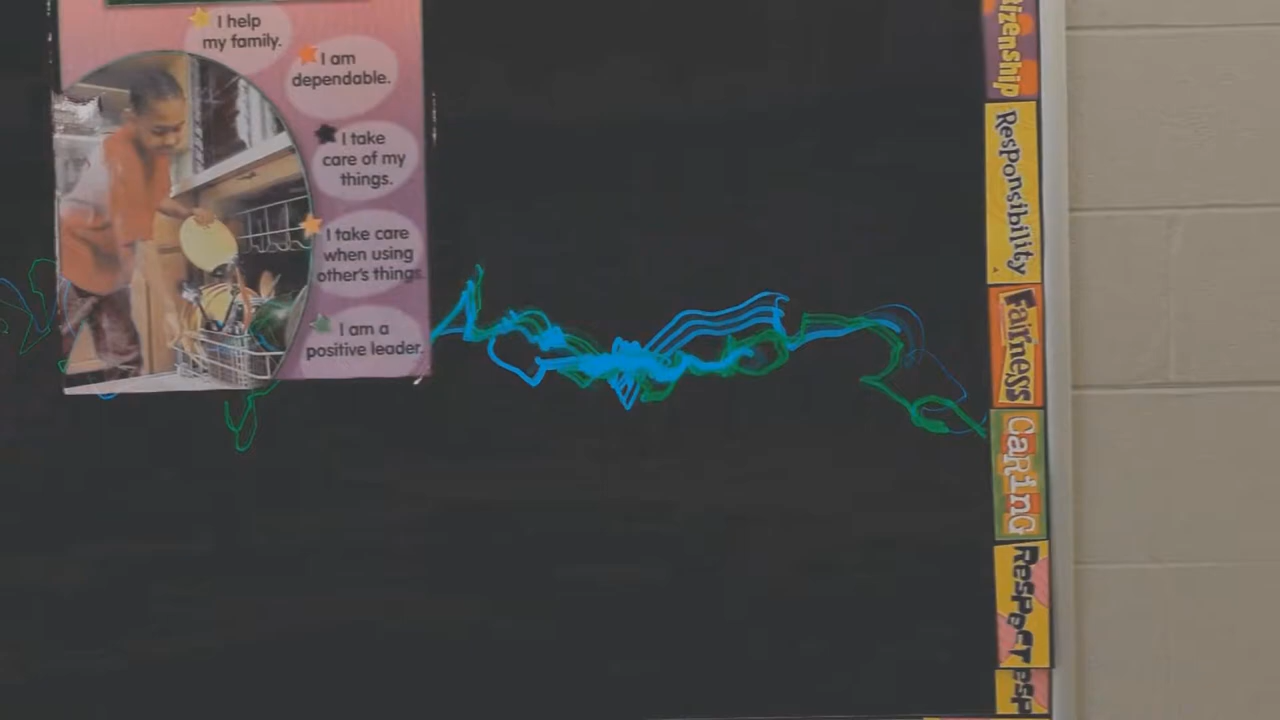 I help
my family.
I am
dependable.
I take
care of my
things.
I take care
when using
other's things.
I am a
positive leader.
izenship
Responsibility
Fairness
Caring
Respect
Resp